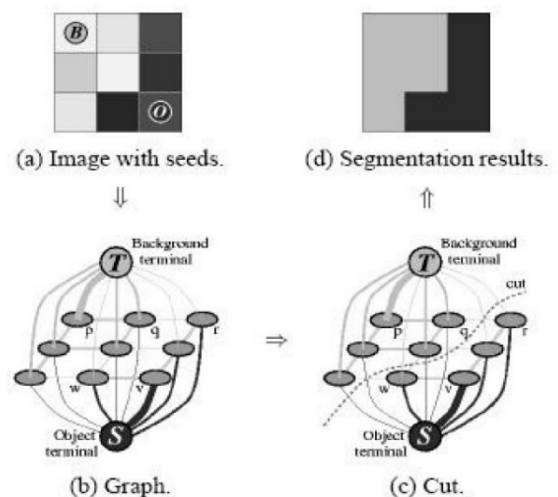 B
O
(a) Image with seeds.
(d) Segmentation results.
Background
terminal
T
p
q
r
w
v
S
Object
terminal
(b) Graph.
Background
terminal
T
cut
p
q
r
w
v
S
Object
terminal
(c) Cut.